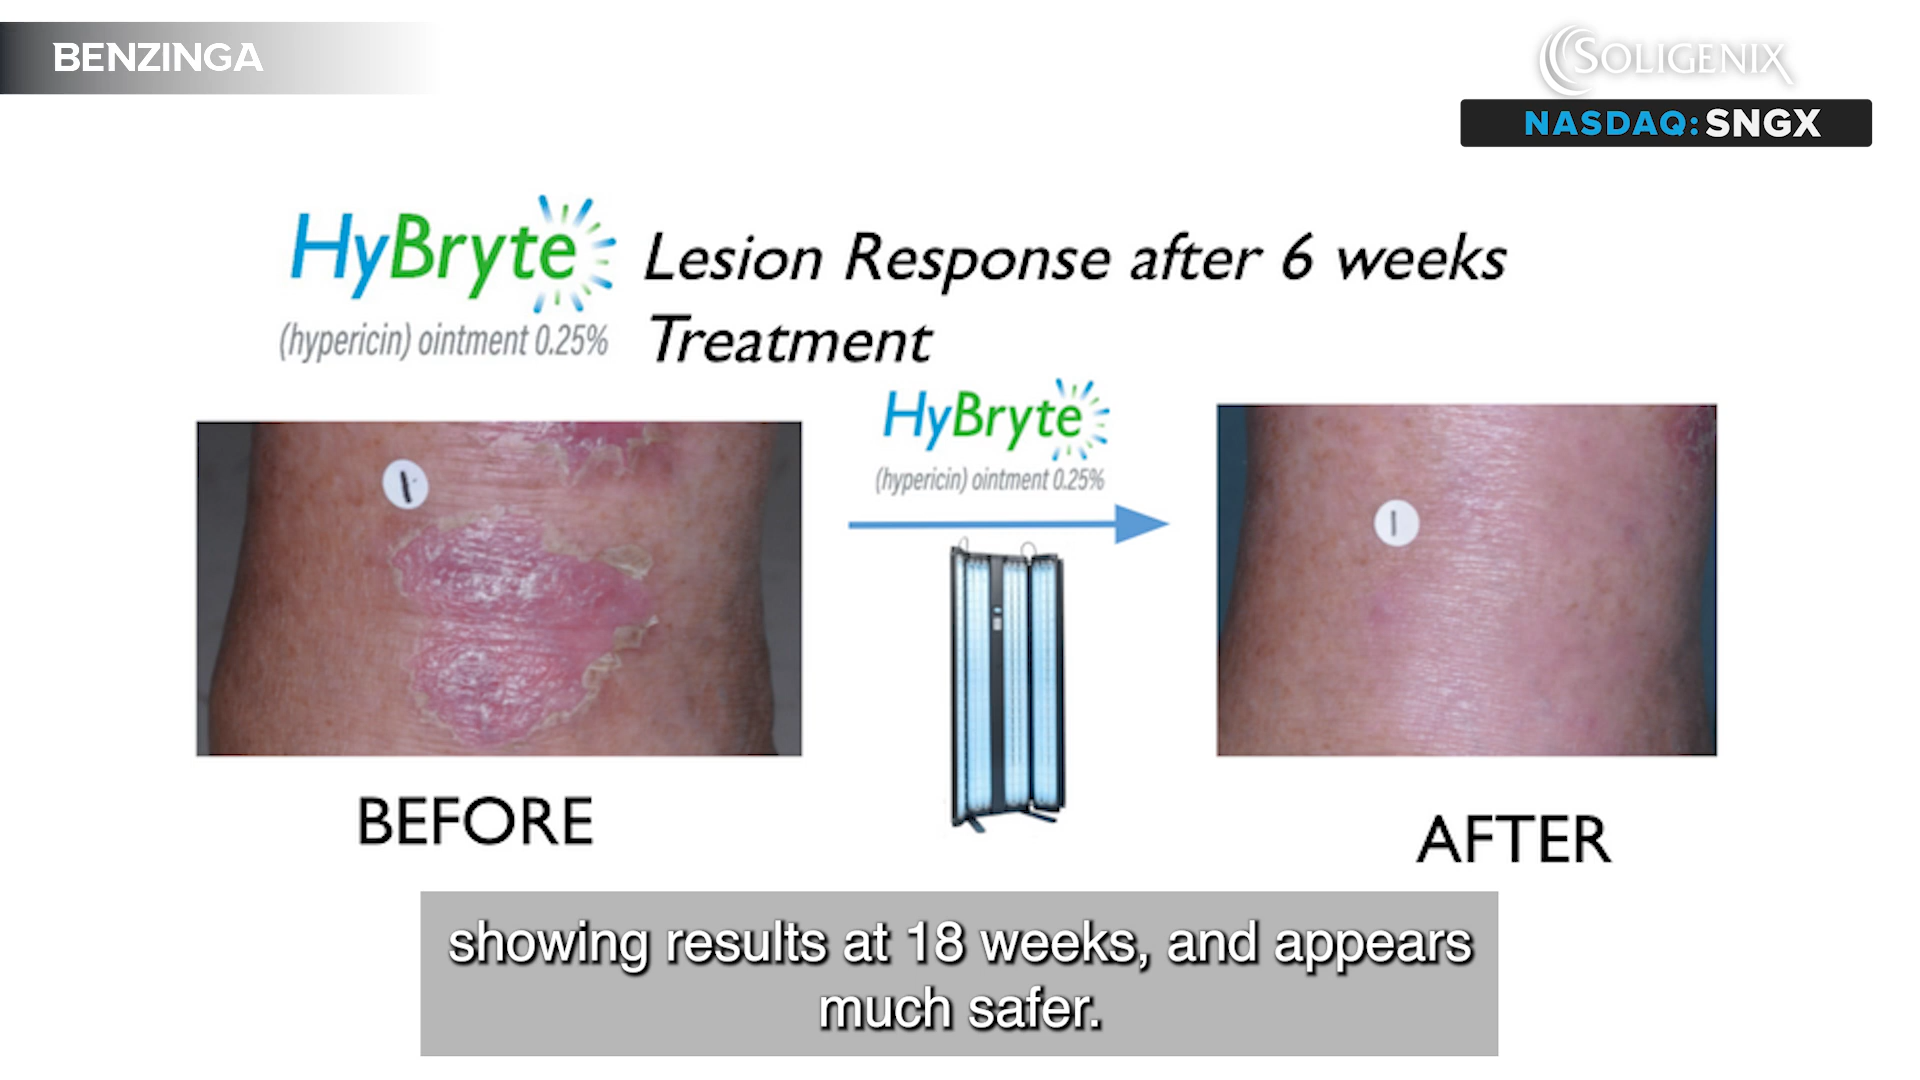 BENZINGA
SOLIGENIX
NASDAQ: SNGX
HyBryte
(hypericin) ointment 0.25%
Lesion Response after 6 weeks
Treatment
HyBryte
(hypericin) ointment 0.25%
BEFORE
AFTER
showing results at 18 weeks, and appears
much safer.